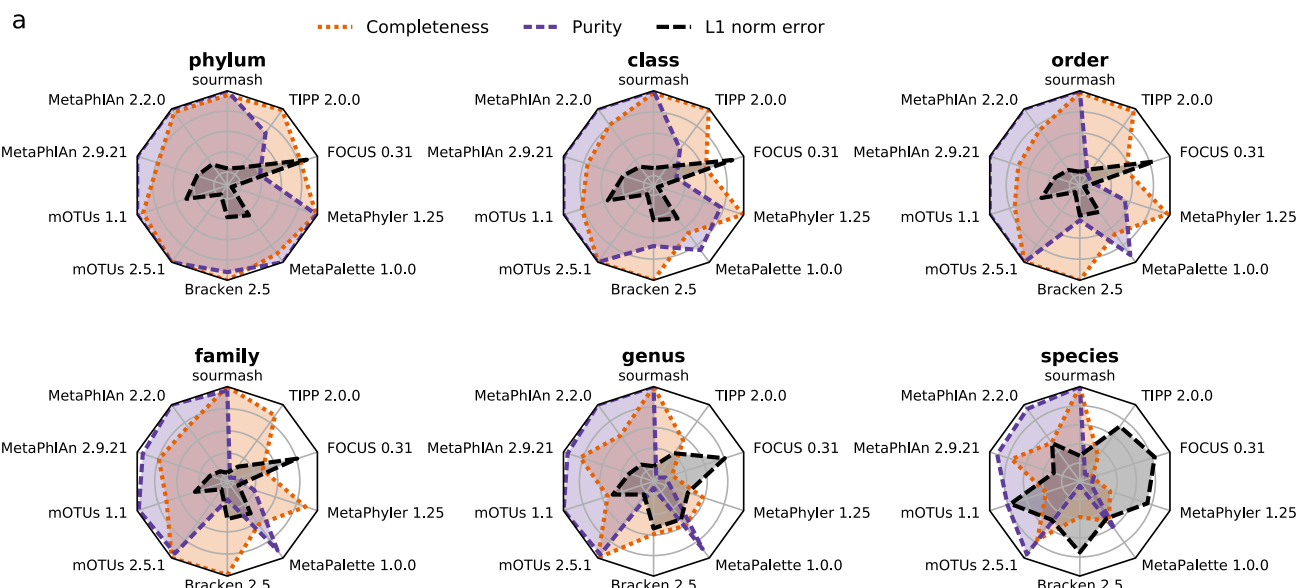 a
Completeness Purity L1 norm error
phylum
sourmash
MetaPhlAn 2.2.0
TIPP 2.0.0
MetaPhlAn 2.9.21
FOCUS 0.31
mOTUs 1.1
MetaPhyler 1.25
mOTUs 2.5.1
MetaPalette 1.0.0
Bracken 2.5
class
sourmash
MetaPhlAn 2.2.0
TIPP 2.0.0
MetaPhlAn 2.9.21
FOCUS 0.31
mOTUs 1.1
MetaPhyler 1.25
mOTUs 2.5.1
MetaPalette 1.0.0
Bracken 2.5
order
sourmash
MetaPhlAn 2.2.0
TIPP 2.0.0
MetaPhlAn 2.9.21
FOCUS 0.31
mOTUs 1.1
MetaPhyler 1.25
mOTUs 2.5.1
MetaPalette 1.0.0
Bracken 2.5
family
sourmash
MetaPhlAn 2.2.0
TIPP 2.0.0
MetaPhlAn 2.9.21
FOCUS 0.31
mOTUs 1.1
MetaPhyler 1.25
mOTUs 2.5.1
MetaPalette 1.0.0
Bracken 2.5
genus
sourmash
MetaPhlAn 2.2.0
TIPP 2.0.0
MetaPhlAn 2.9.21
FOCUS 0.31
mOTUs 1.1
MetaPhyler 1.25
mOTUs 2.5.1
MetaPalette 1.0.0
Bracken 2.5
species
sourmash
MetaPhlAn 2.2.0
TIPP 2.0.0
MetaPhlAn 2.9.21
FOCUS 0.31
mOTUs 1.1
MetaPhyler 1.25
mOTUs 2.5.1
MetaPalette 1.0.0
Bracken 2.5